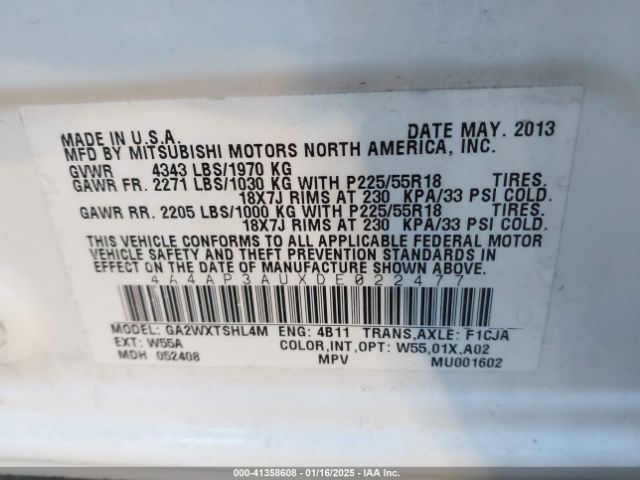 MADE IN U.S.A. DATE MAY. 2013
MFD BY MITSUBISHI MOTORS NORTH AMERICA, INC.
GVWR 4343 LBS/1970 KG
GAWR FR. 2271 LBS/1030 KG WITH P225/55R18 TIRES.
18X7J RIMS AT 230 KPA/33 PSI COLD.
GAWR RR. 2205 LBS/1000 KG WITH P225/55R18 TIRES.
18X7J RIMS AT 230 KPA/33 PSI COLD.
THIS VEHICLE CONFORMS TO ALL APPLICABLE FEDERAL MOTOR
VEHICLE SAFETY AND THEFT PREVENTION STANDARDS IN
EFFECT ON THE DATE OF MANUFACTURE SHOWN ABOVE.
4A4AP3AUXDE022477
MODEL: GA2WXTSHL4M ENG: 4B11 TRANS,AXLE: F1CJA
EXT: W55A COLOR,INT,OPT: W55,01X,A02
MDH 052408 MPV MU001602
000-41358608 - 01/16/2025 - IAAI.COM